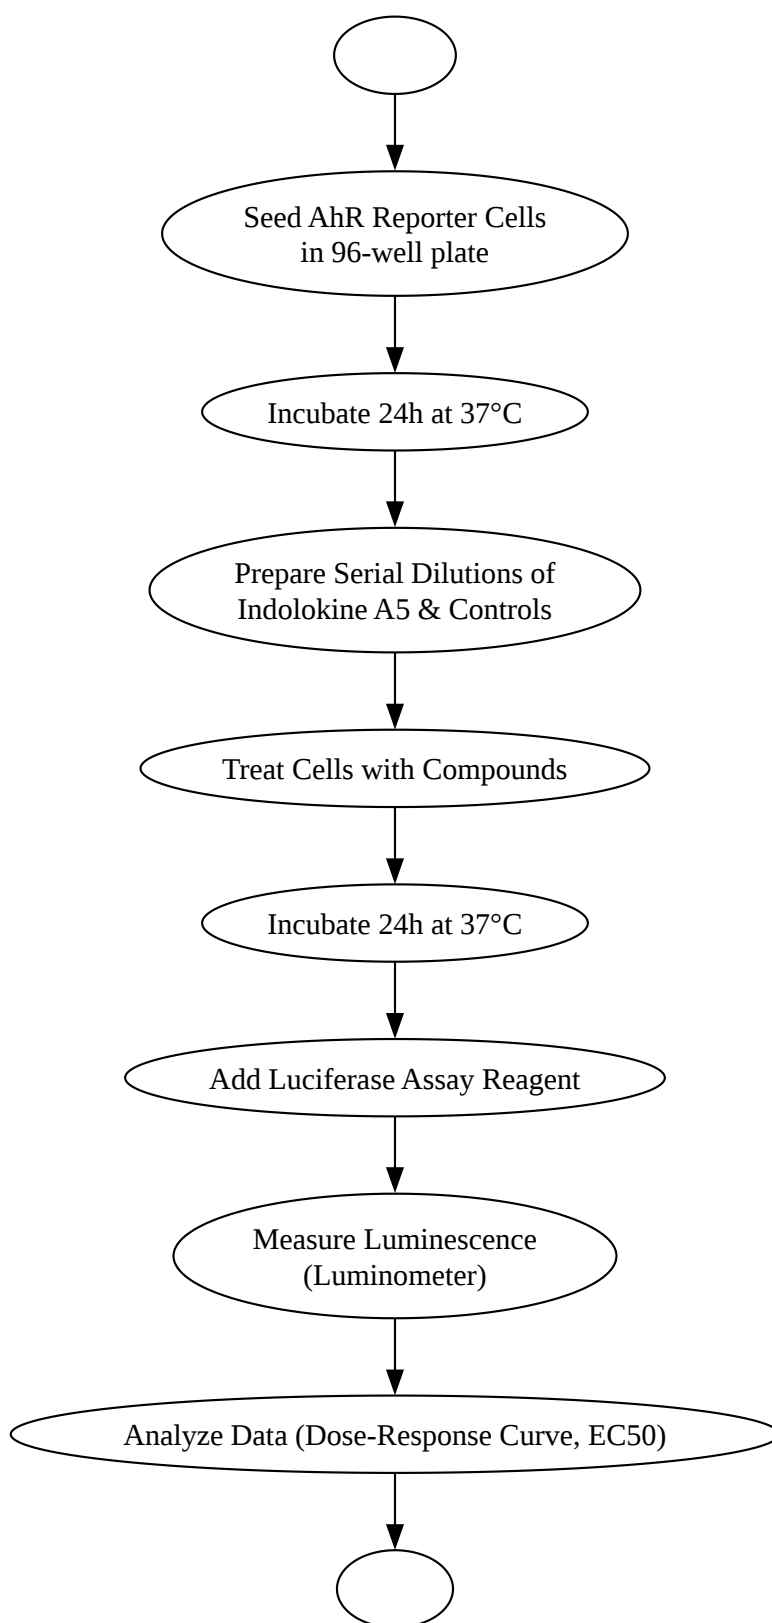 Seed AhR Reporter Cells
in 96-well plate
Incubate 24h at 37°C
Prepare Serial Dilutions of
Indolokine A5 & Controls
Treat Cells with Compounds
Incubate 24h at 37°C
Add Luciferase Assay Reagent
Measure Luminescence
(Luminometer)
Analyze Data (Dose-Response Curve, EC50)